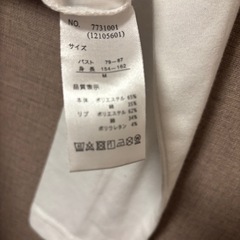 NO. 7731001
(12105601)
サイズ
バスト 79-87
身長 154-162
M
品質表示
本体 ポリエステル 65%
綿 35%
リブ ポリエステル 62%
綿 34%
ポリウレタン 4%